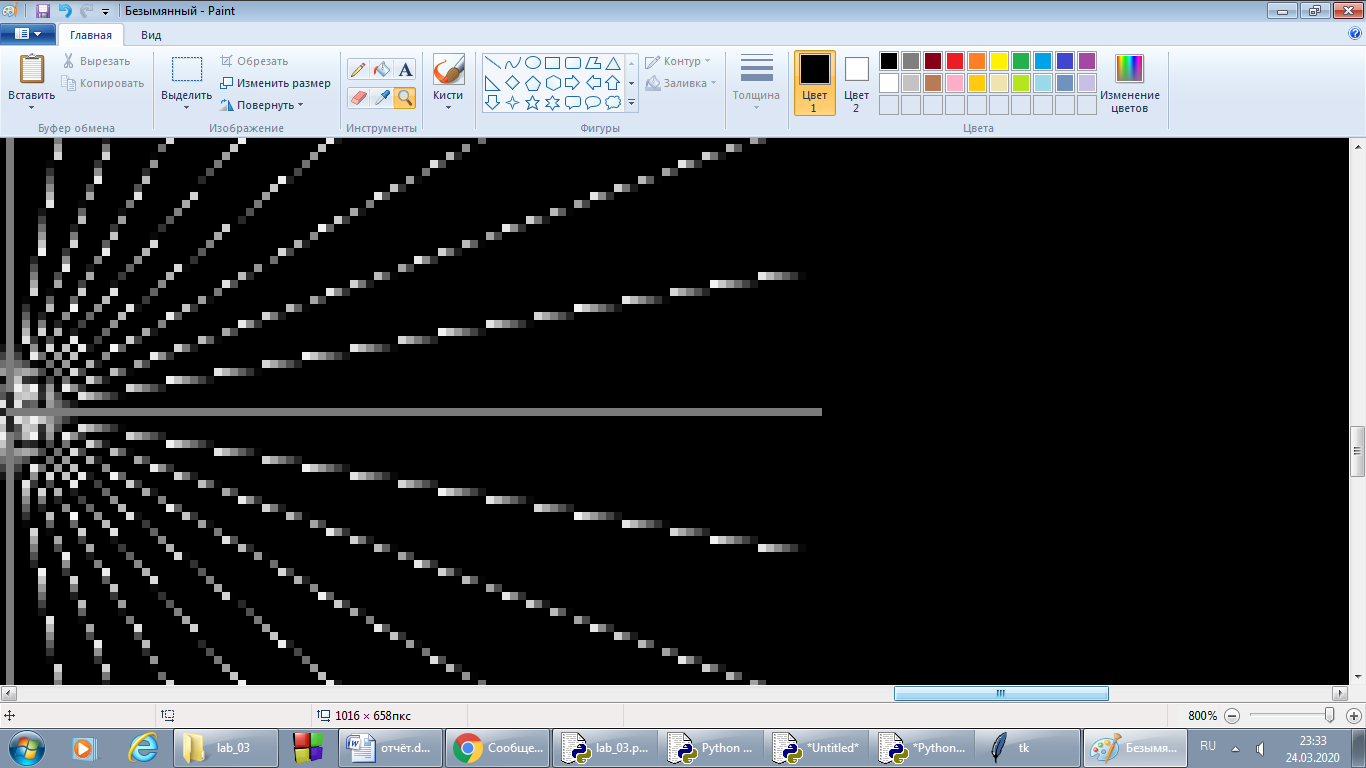 Безымянный - Paint
Главная
Вид
Вставить
Вырезать
Копировать
Буфер обмена
Выделить
Обрезать
Изменить размер
Повернуть
Изображение
A
Инструменты
Кисти
Контур
Заливка
Фигуры
Толщина
Цвет
1
Цвет
2
Изменение
цветов
Цвета
1016 × 658пкс
800%
lab_03
отчёт.d...
Сообще...
lab_03.p...
Python ...
*Untitled*
*Python...
tk
Безымя...
RU
23:33
24.03.2020